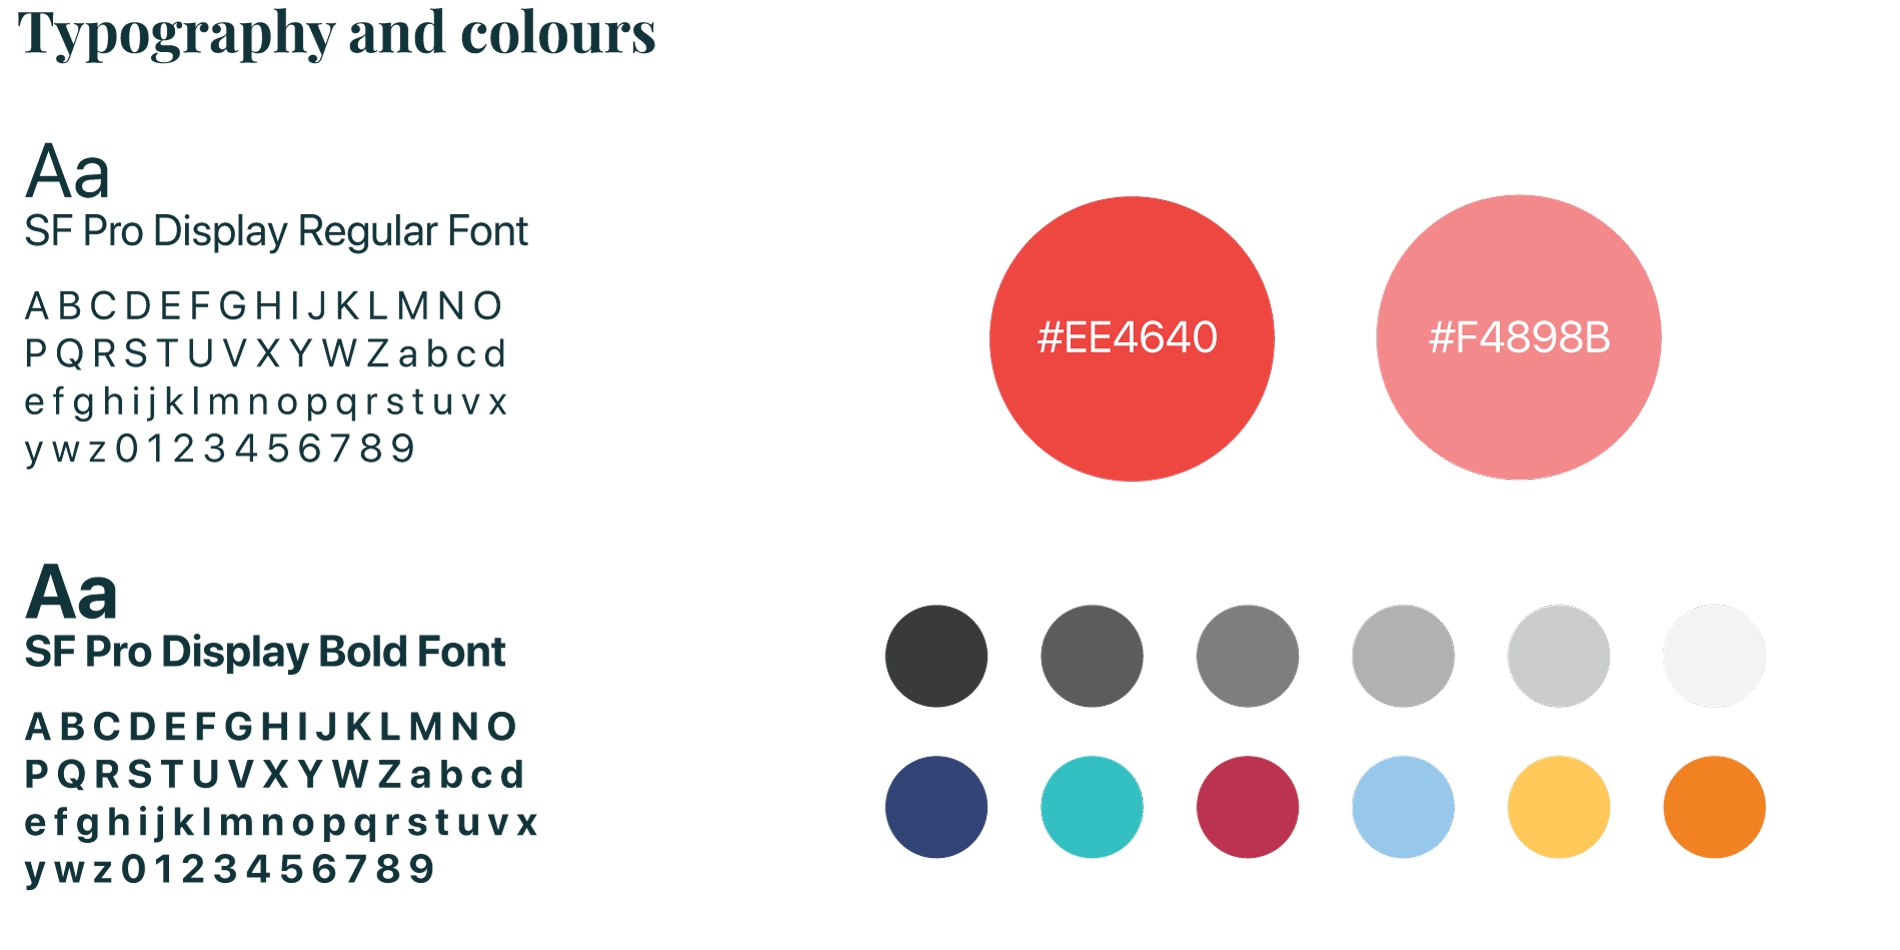 Typography and colours
Aa
SF Pro Display Regular Font
A B C D E F G H I J K L M N O
P Q R S T U V X Y W Z a b c d
e f g h i j k l m n o p q r s t u v x
y w z 0 1 2 3 4 5 6 7 8 9
#EE4640
#F4898B
Aa
SF Pro Display Bold Font
A B C D E F G H I J K L M N O
P Q R S T U V X Y W Z a b c d
e f g h i j k l m n o p q r s t u v x
y w z 0 1 2 3 4 5 6 7 8 9